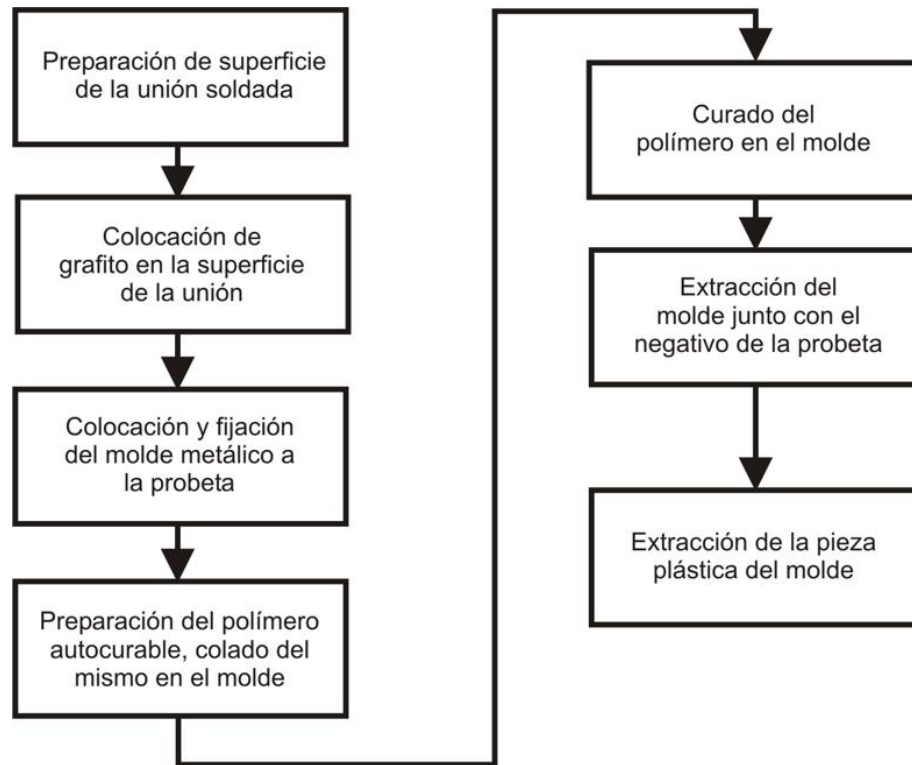 Preparación de superficie
de la unión soldada
Colocación de
grafito en la superficie
de la unión
Colocación y fijación
del molde metálico a
la probeta
Preparación del polímero
autocurable, colado del
mismo en el molde
Curado del
polímero en el molde
Extracción del
molde junto con el
negativo de la probeta
Extracción de la pieza
plástica del molde